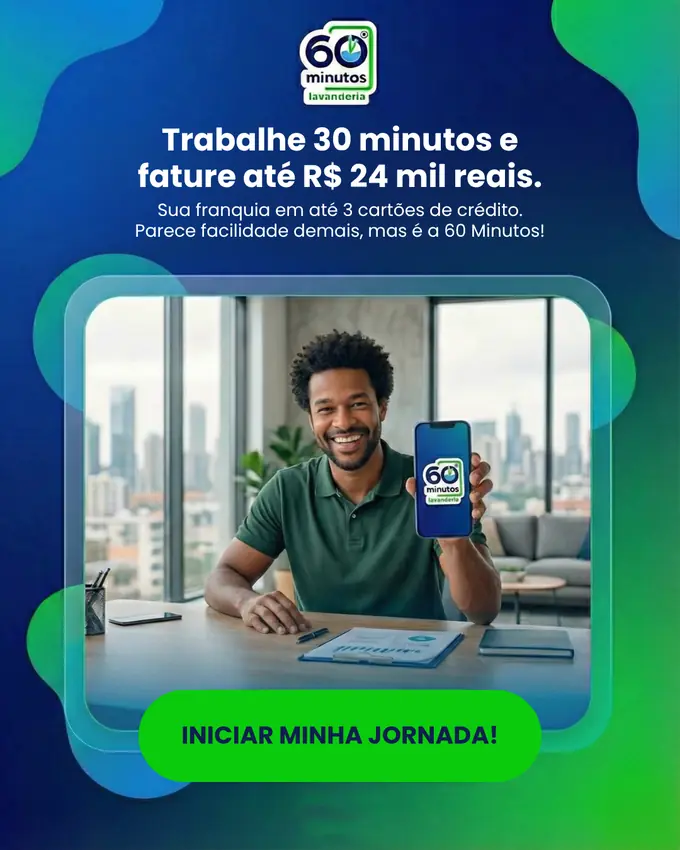 60
minutos
lavanderia
Trabalhe 30 minutos e
fature até R$ 24 mil reais.
Sua franquia em até 3 cartões de crédito.
Parece facilidade demais, mas é a 60 Minutos!
60
minutos
lavanderia
INICIAR MINHA JORNADA!